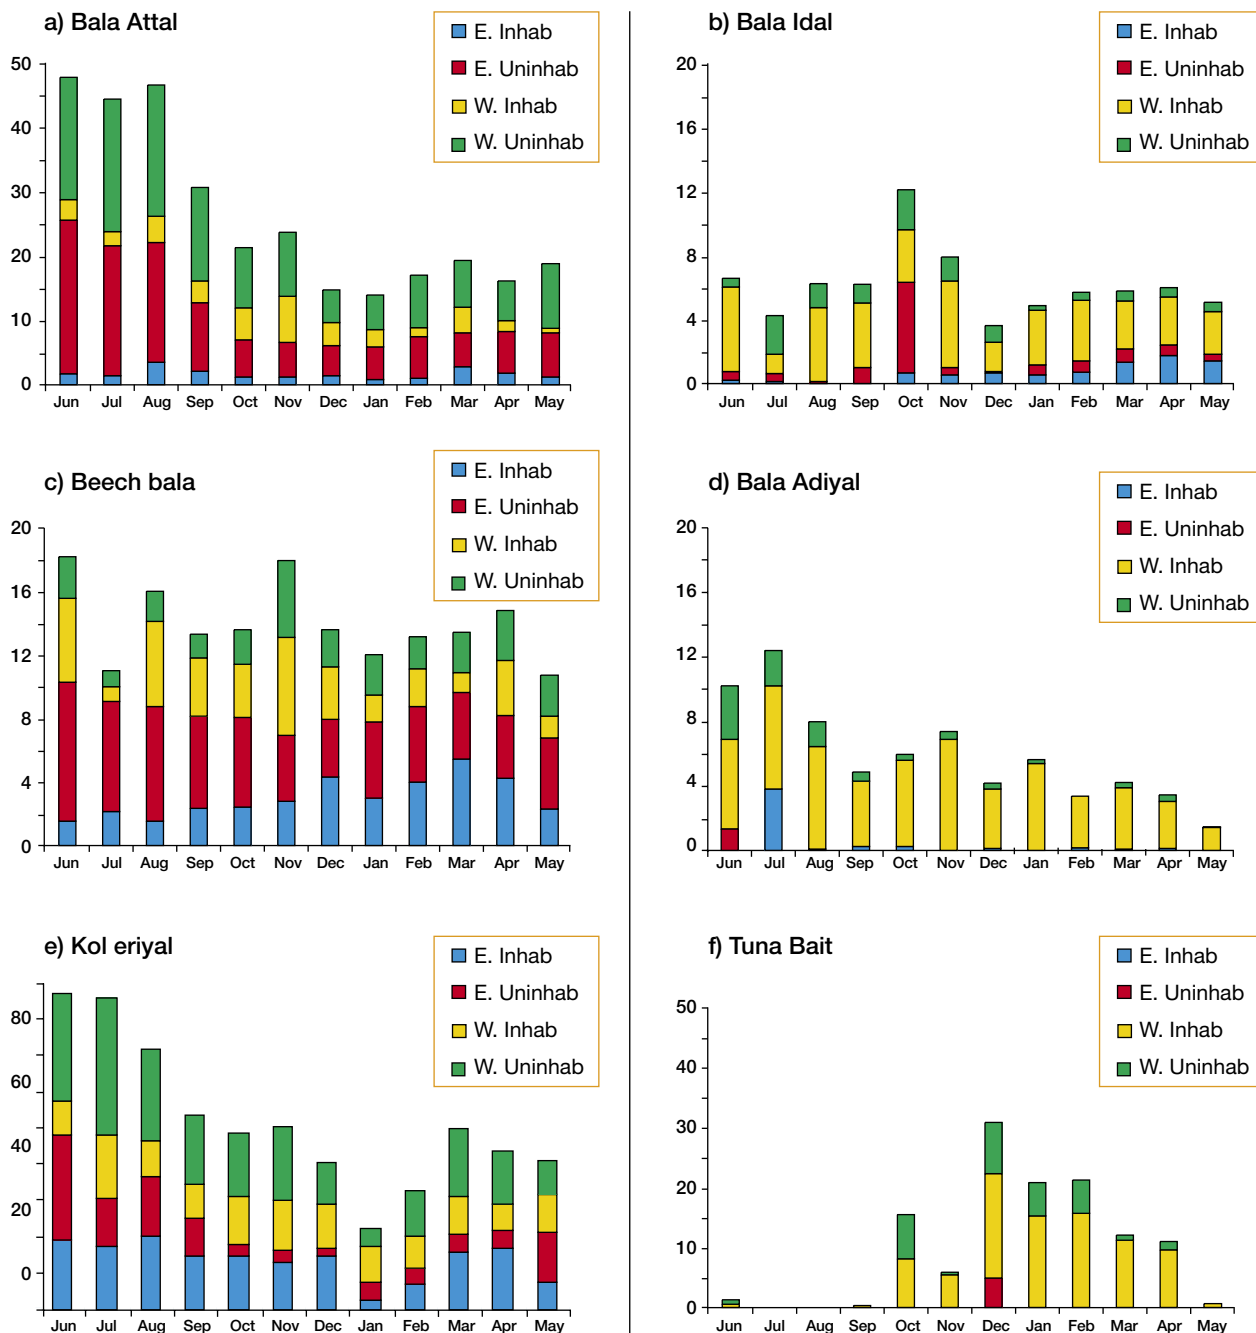 a) Bala Attal
E. Inhab
E. Uninhab
W. Inhab
W. Uninhab
50
40
30
20
10
0
Jun Jul Aug Sep Oct Nov Dec Jan Feb Mar Apr May
b) Bala Idal
E. Inhab
E. Uninhab
W. Inhab
W. Uninhab
20
16
12
8
4
0
Jun Jul Aug Sep Oct Nov Dec Jan Feb Mar Apr May
c) Beech bala
E. Inhab
E. Uninhab
W. Inhab
W. Uninhab
20
16
12
8
4
0
Jun Jul Aug Sep Oct Nov Dec Jan Feb Mar Apr May
d) Bala Adiyal
E. Inhab
E. Uninhab
W. Inhab
W. Uninhab
20
16
12
8
4
0
Jun Jul Aug Sep Oct Nov Dec Jan Feb Mar Apr May
e) Kol eriyal
E. Inhab
E. Uninhab
W. Inhab
W. Uninhab
80
60
40
20
0
Jun Jul Aug Sep Oct Nov Dec Jan Feb Mar Apr May
f) Tuna Bait
E. Inhab
E. Uninhab
W. Inhab
W. Uninhab
50
40
30
20
10
0
Jun Jul Aug Sep Oct Nov Dec Jan Feb Mar Apr May